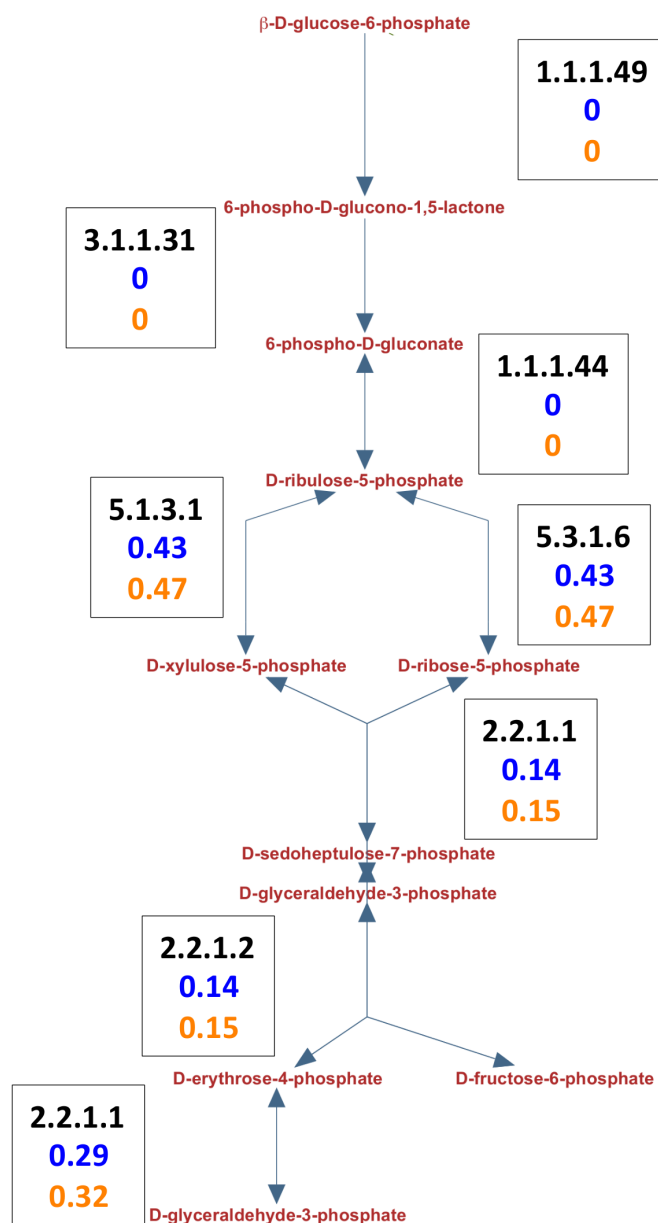 β-D-glucose-6-phosphate
1.1.1.49
0
0
6-phospho-D-glucono-1,5-lactone
3.1.1.31
0
0
6-phospho-D-gluconate
1.1.1.44
0
0
D-ribulose-5-phosphate
5.1.3.1
0.43
0.47
5.3.1.6
0.43
0.47
D-xylulose-5-phosphate
D-ribose-5-phosphate
2.2.1.1
0.14
0.15
D-sedoheptulose-7-phosphate
D-glyceraldehyde-3-phosphate
2.2.1.2
0.14
0.15
D-erythrose-4-phosphate
D-fructose-6-phosphate
2.2.1.1
0.29
0.32
D-glyceraldehyde-3-phosphate